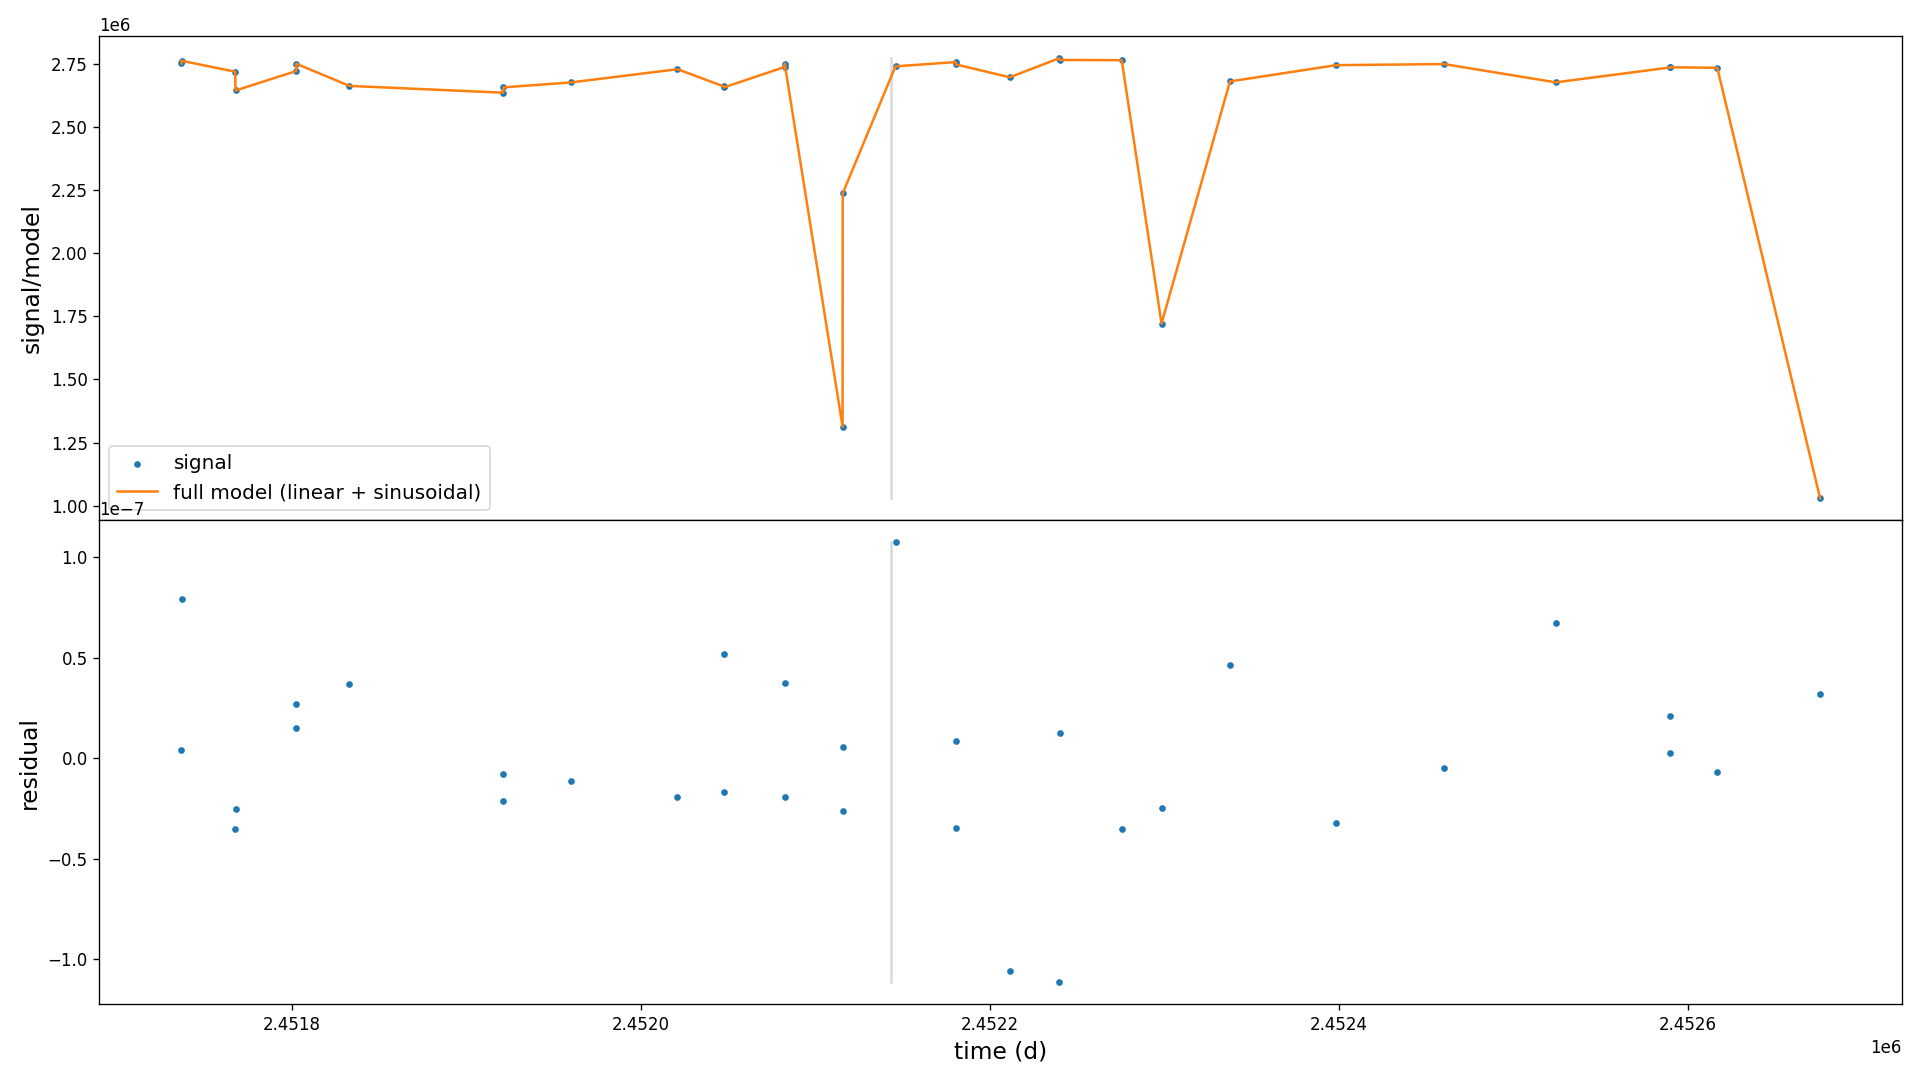 1e6
2.75
2.50
2.25
2.00
1.75
1.50
1.25
1.00
signal/model
signal
full model (linear + sinusoidal)
1e−7
1.0
0.5
0.0
−0.5
−1.0
residual
2.4518
2.4520
2.4522
2.4524
2.4526
time (d)
1e6